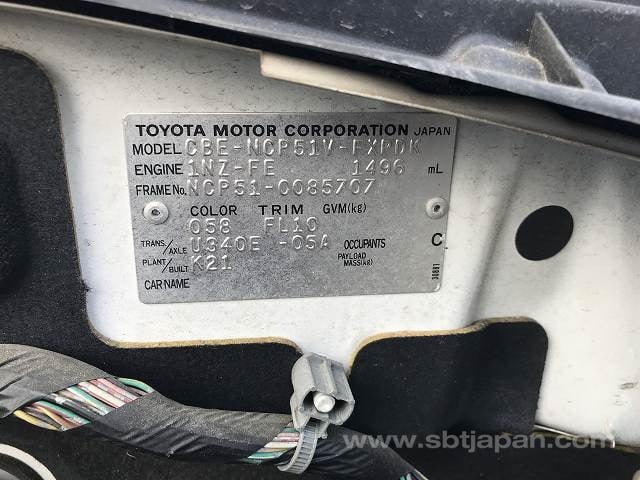 TOYOTA MOTOR CORPORATION JAPAN
MODEL CBE-NCP51V-EXPDK
ENGINE 1NZ-FE 1496 mL
FRAME No. NCP51-0085707
COLOR TRIM GVM(kg)
058 FL10
TRANS./AXLE U340E -05A OCCUPANTS C
PLANT/BUILT K21 PAYLOAD MASS(kg)
CAR NAME
www.sbtjapan.com